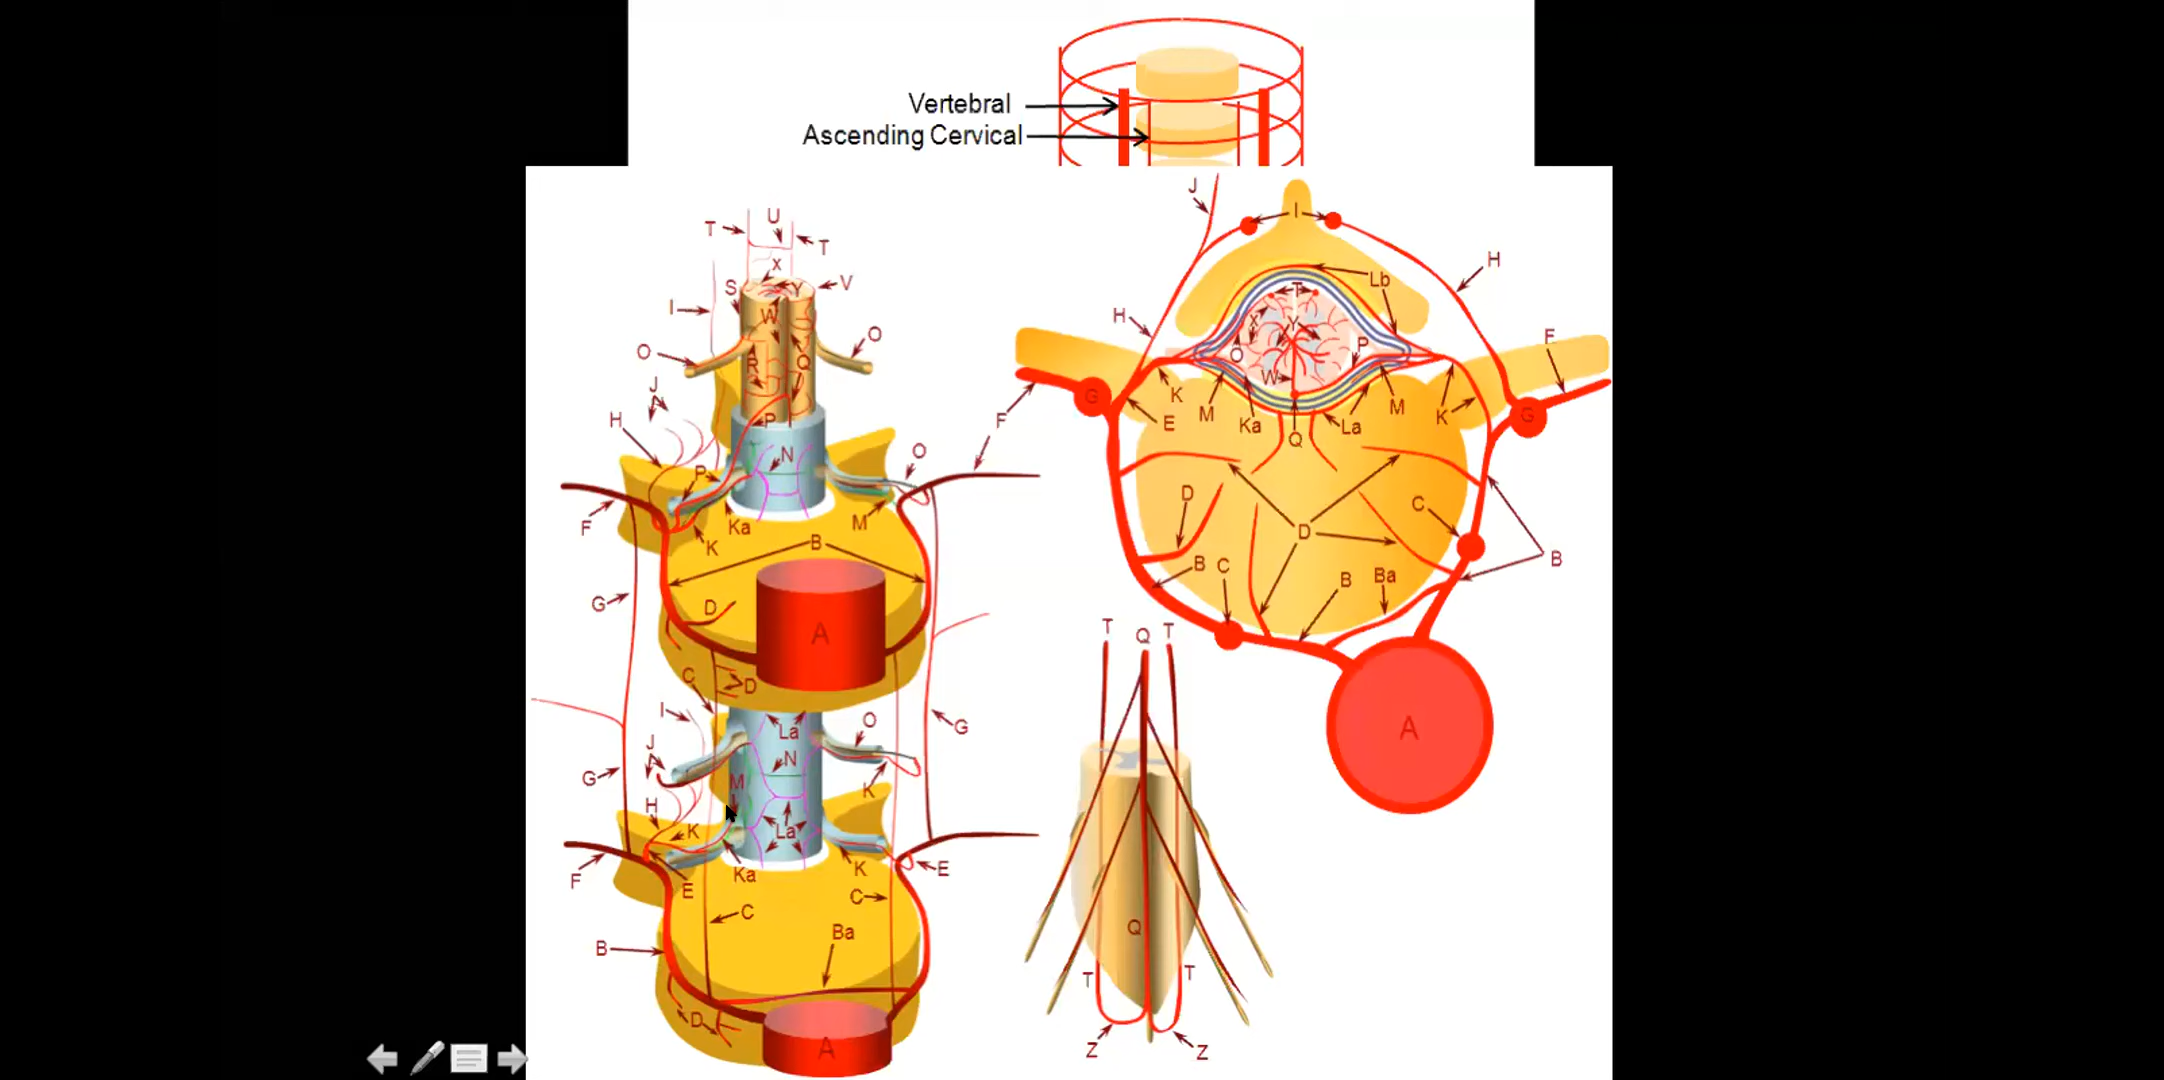 Vertebral
Ascending Cervical
T
U
T
X
S
Y
V
I
W
O
O
R
Q
J
H
P
N
O
P
F
Ka
M
K
B
G
D
A
C
D
I
La
O
J
N
G
G
M
K
H
K
La
F
E
Ka
K
E
C
C
B
Ba
D
A
J
I
H
Lb
H
T
X
Y
F
O
P
W
G
K
M
Ka
La
M
K
G
F
E
Q
D
C
D
B
C
B
Ba
B
A
T
Q
T
Q
T
T
Z
Z